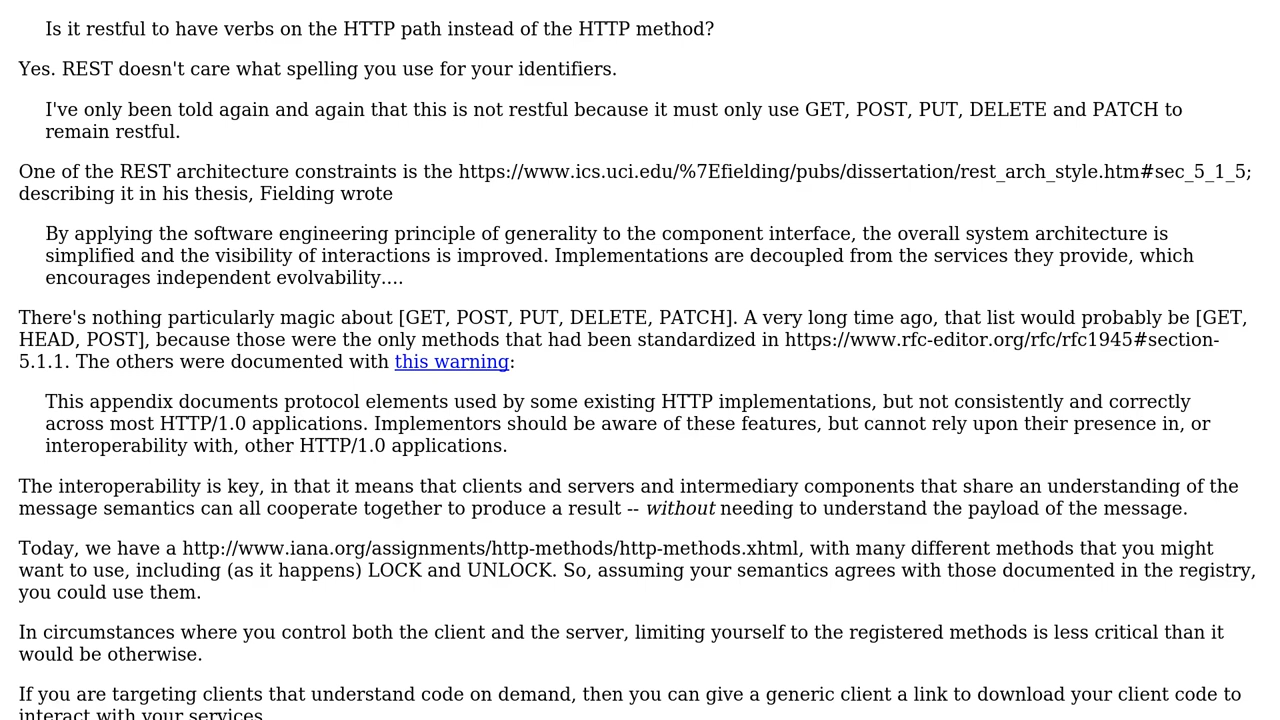 Is it restful to have verbs on the HTTP path instead of the HTTP method?
Yes. REST doesn't care what spelling you use for your identifiers.
I've only been told again and again that this is not restful because it must only use GET, POST, PUT, DELETE and PATCH to
remain restful.
One of the REST architecture constraints is the https://www.ics.uci.edu/%7Efielding/pubs/dissertation/rest_arch_style.htm#sec_5_1_5;
describing it in his thesis, Fielding wrote
By applying the software engineering principle of generality to the component interface, the overall system architecture is
simplified and the visibility of interactions is improved. Implementations are decoupled from the services they provide, which
encourages independent evolvability....
There's nothing particularly magic about [GET, POST, PUT, DELETE, PATCH]. A very long time ago, that list would probably be [GET,
HEAD, POST], because those were the only methods that had been standardized in https://www.rfc-editor.org/rfc/rfc1945#section-
5.1.1. The others were documented with this warning:
This appendix documents protocol elements used by some existing HTTP implementations, but not consistently and correctly
across most HTTP/1.0 applications. Implementors should be aware of these features, but cannot rely upon their presence in, or
interoperability with, other HTTP/1.0 applications.
The interoperability is key, in that it means that clients and servers and intermediary components that share an understanding of the
message semantics can all cooperate together to produce a result -- without needing to understand the payload of the message.
Today, we have a http://www.iana.org/assignments/http-methods/http-methods.xhtml, with many different methods that you might
want to use, including (as it happens) LOCK and UNLOCK. So, assuming your semantics agrees with those documented in the registry,
you could use them.
In circumstances where you control both the client and the server, limiting yourself to the registered methods is less critical than it
would be otherwise.
If you are targeting clients that understand code on demand, then you can give a generic client a link to download your client code to
interact with your services